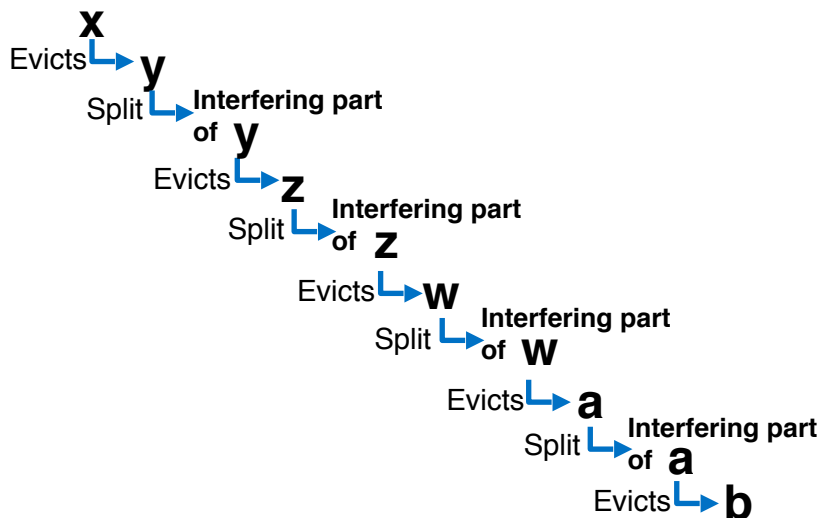 x
Evicts y
Split Interfering part
of y
Evicts z
Split Interfering part
of z
Evicts w
Split Interfering part
of w
Evicts a
Split Interfering part
of a
Evicts b